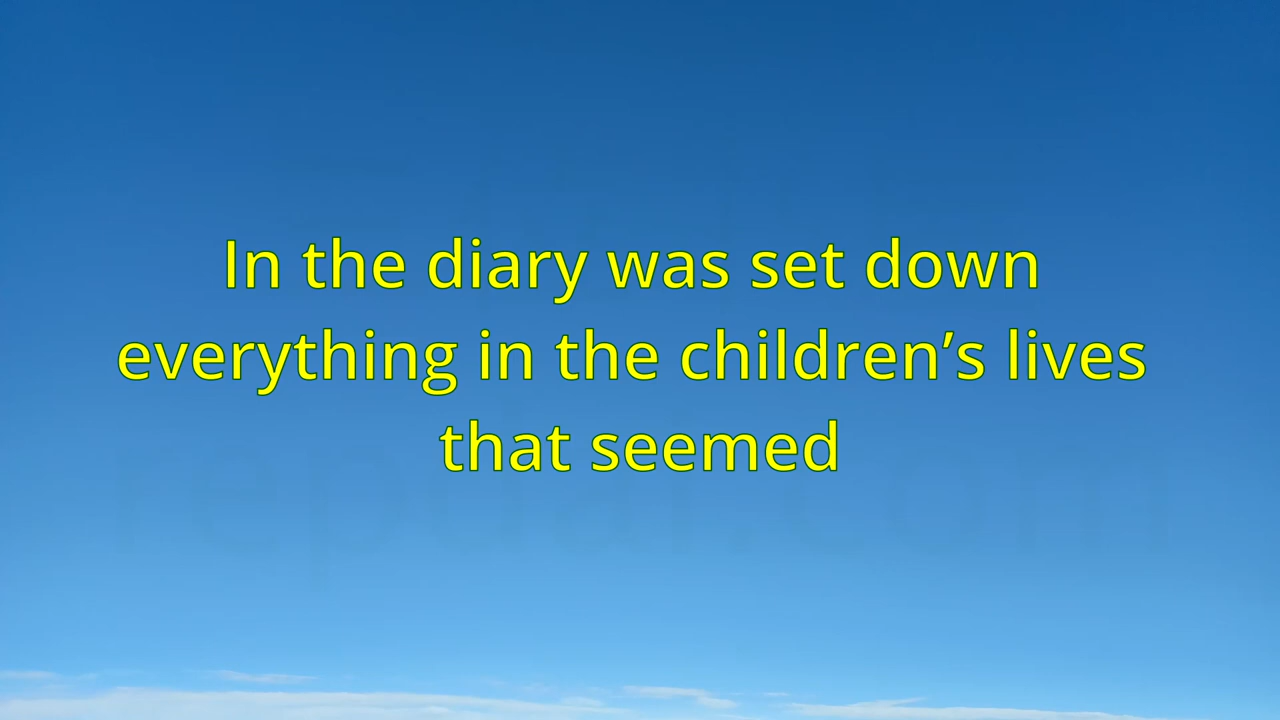 In the diary was set down
everything in the children’s lives
that seemed